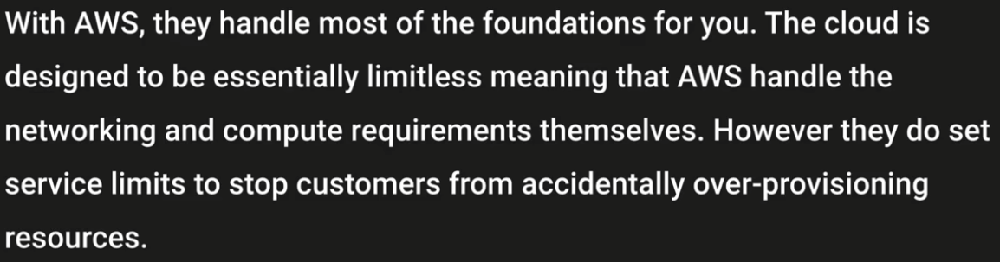 With AWS, they handle most of the foundations for you. The cloud is
designed to be essentially limitless meaning that AWS handle the
networking and compute requirements themselves. However they do set
service limits to stop customers from accidentally over-provisioning
resources.